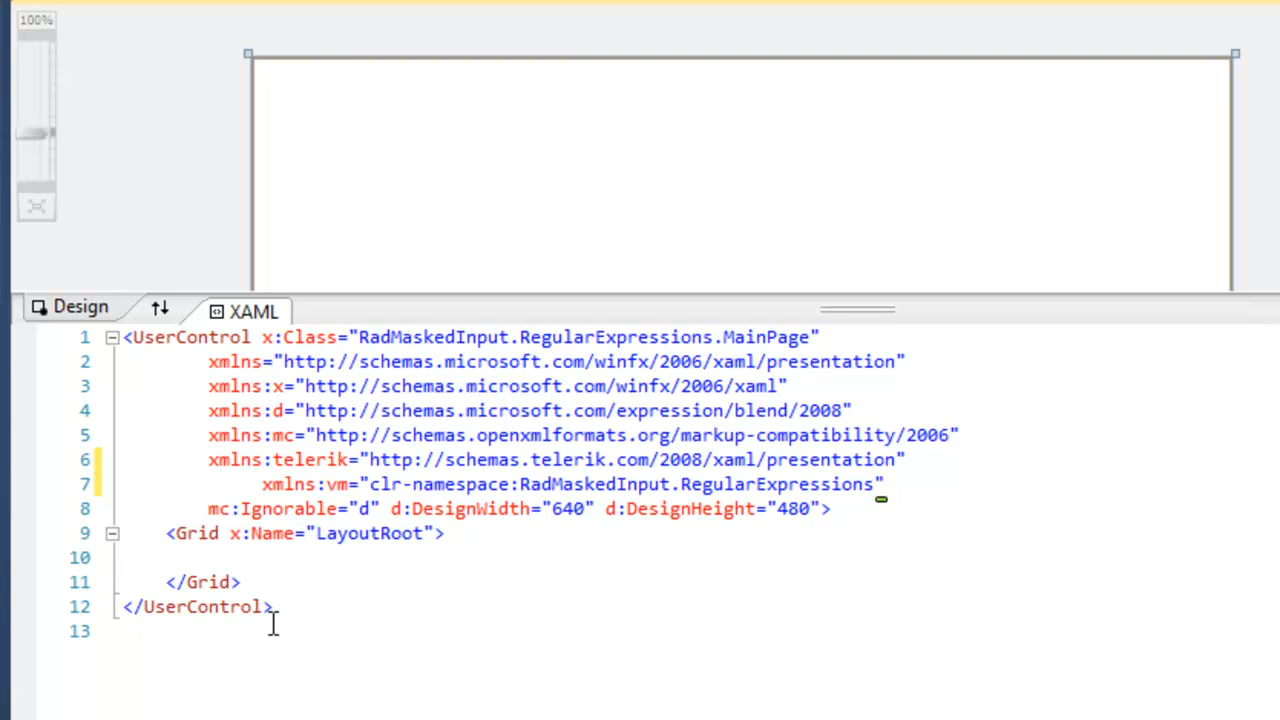 100%
Design
XAML
1 <UserControl x:Class="RadMaskedInput.RegularExpressions.MainPage"
2 xmlns="http://schemas.microsoft.com/winfx/2006/xaml/presentation"
3 xmlns:x="http://schemas.microsoft.com/winfx/2006/xaml"
4 xmlns:d="http://schemas.microsoft.com/expression/blend/2008"
5 xmlns:mc="http://schemas.openxmlformats.org/markup-compatibility/2006"
6 xmlns:telerik="http://schemas.telerik.com/2008/xaml/presentation"
7 xmlns:vm="clr-namespace:RadMaskedInput.RegularExpressions"
8 mc:Ignorable="d" d:DesignWidth="640" d:DesignHeight="480">
9 <Grid x:Name="LayoutRoot">
10
11 </Grid>
12 </UserControl>
13